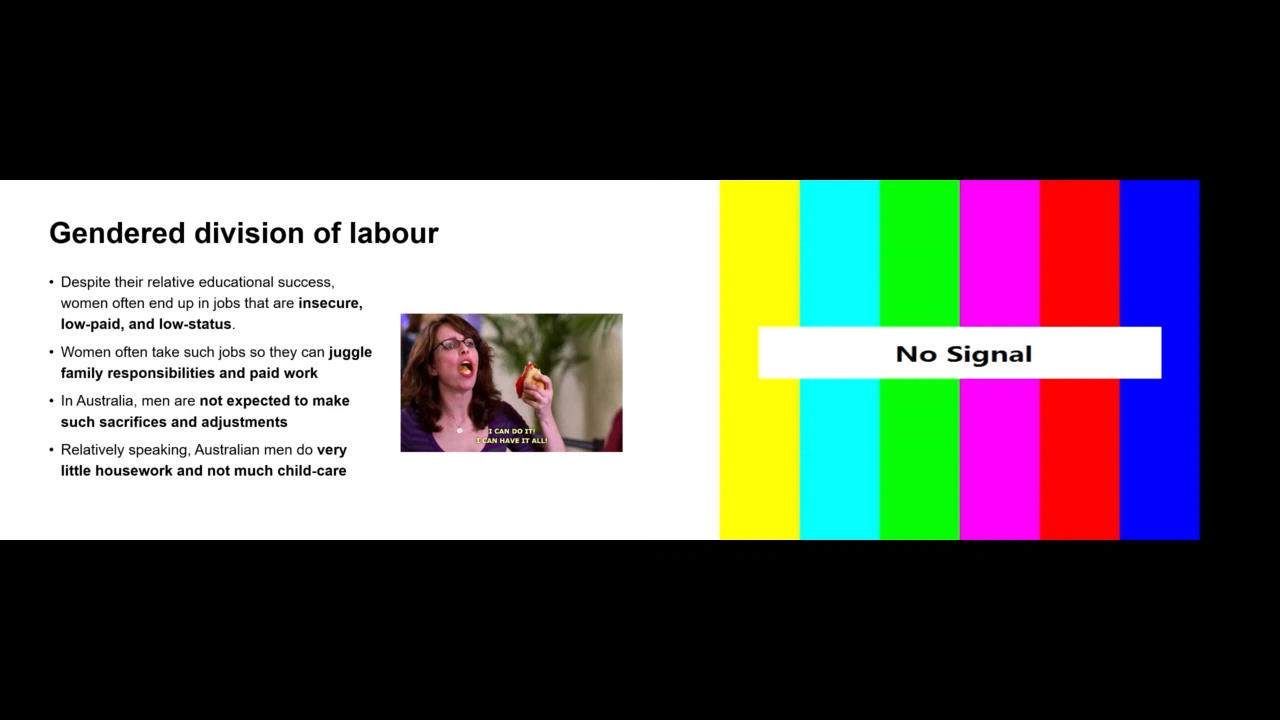 Gendered division of labour
• Despite their relative educational success,
women often end up in jobs that are insecure,
low-paid, and low-status.
• Women often take such jobs so they can juggle
family responsibilities and paid work
• In Australia, men are not expected to make
such sacrifices and adjustments
• Relatively speaking, Australian men do very
little housework and not much child-care
I CAN DO IT!
I CAN HAVE IT ALL!
No Signal